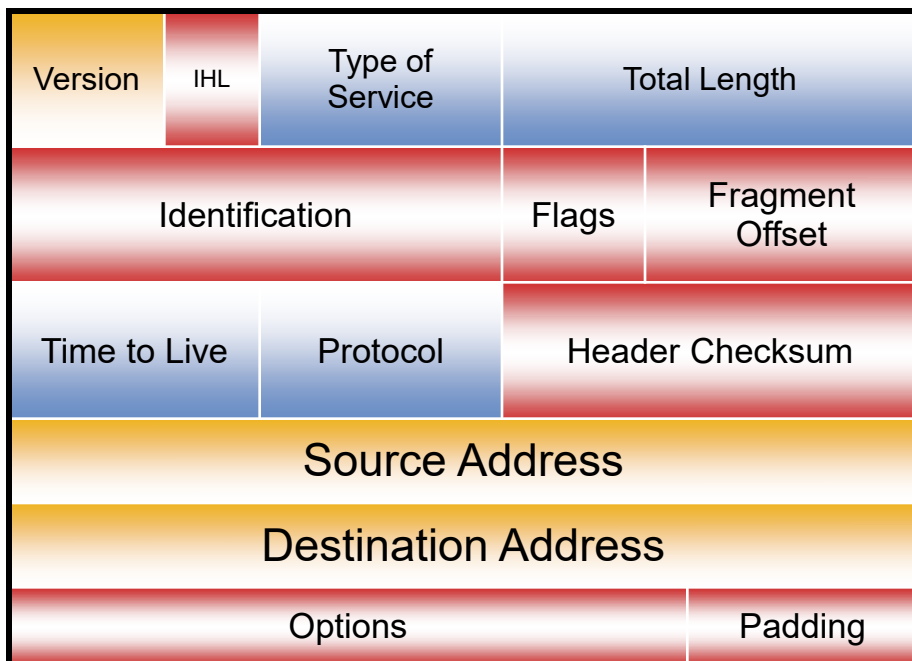 Version
IHL
Type of
Service
Total Length
Identification
Flags
Fragment
Offset
Time to Live
Protocol
Header Checksum
Source Address
Destination Address
Options
Padding